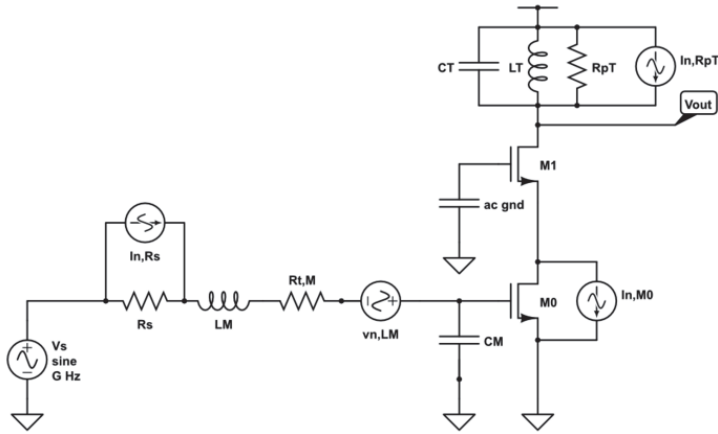 CT
LT
RpT
In,RpT
Vout
M1
ac gnd
In,Rs
Rs
LM
Rt,M
vn,LM
M0
In,M0
CM
Vs
sine
G Hz